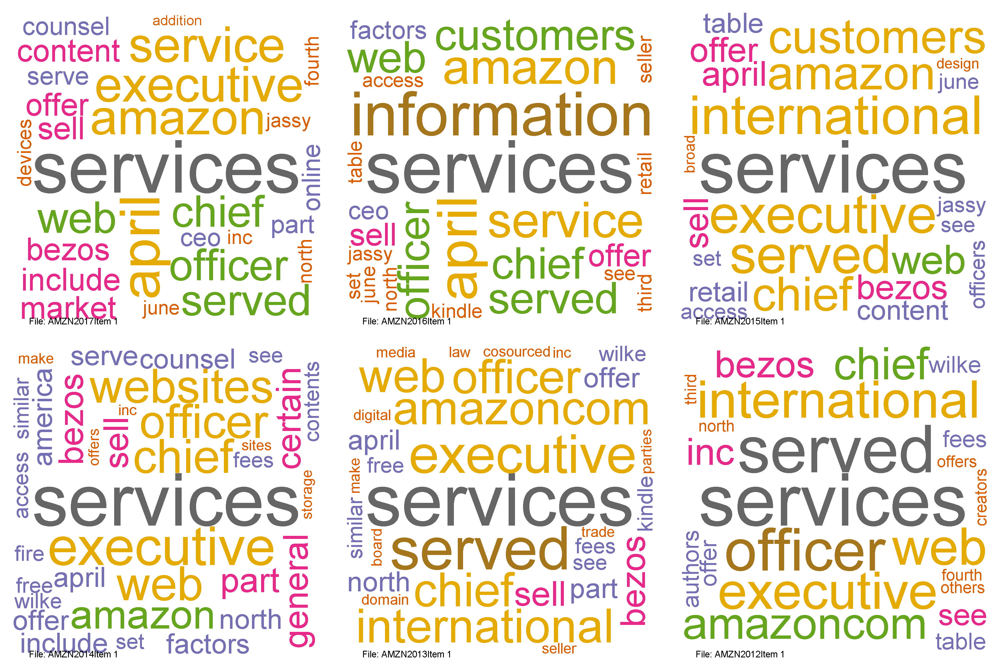 counsel
addition
content
service
fourth
serve
executive
offer
amazon
jassy
sell
devices
services
online
web
april
chief
part
ceo
inc
bezos
officer
north
include
served
market
june
File: AMZN2017Item 1
factors
customers
web
amazon
seller
access
information
table
services
retail
ceo
officer
april
service
sell
jassy
chief
offer
see
set
june
north
served
third
kindle
File: AMZN2016Item 1
table
customers
offer
april
amazon
design
june
international
broad
services
sell
executive
jassy
see
set
served
web
officers
retail
chief
bezos
access
content
File: AMZN2015Item 1
make
serve
counsel
see
similar
america
bezos
websites
certain
contents
inc
officer
offers
sell
chief
sites
fees
access
services
storage
fire
executive
general
free
april
web
part
wilke
offer
amazon
north
include
set
factors
File: AMZN2014Item 1
media
law
cosourced
inc
wilke
web
officer
offer
digital
amazoncom
april
executive
parties
free
make
services
kindle
similar
board
served
trade
fees
see
bezos
north
chief
sell
part
domain
international
seller
File: AMZN2013Item 1
bezos
chief
wilke
third
international
north
inc
served
fees
offers
services
creators
authors
offer
officer
web
executive
fourth
others
amazoncom
see
table
File: AMZN2012Item 1